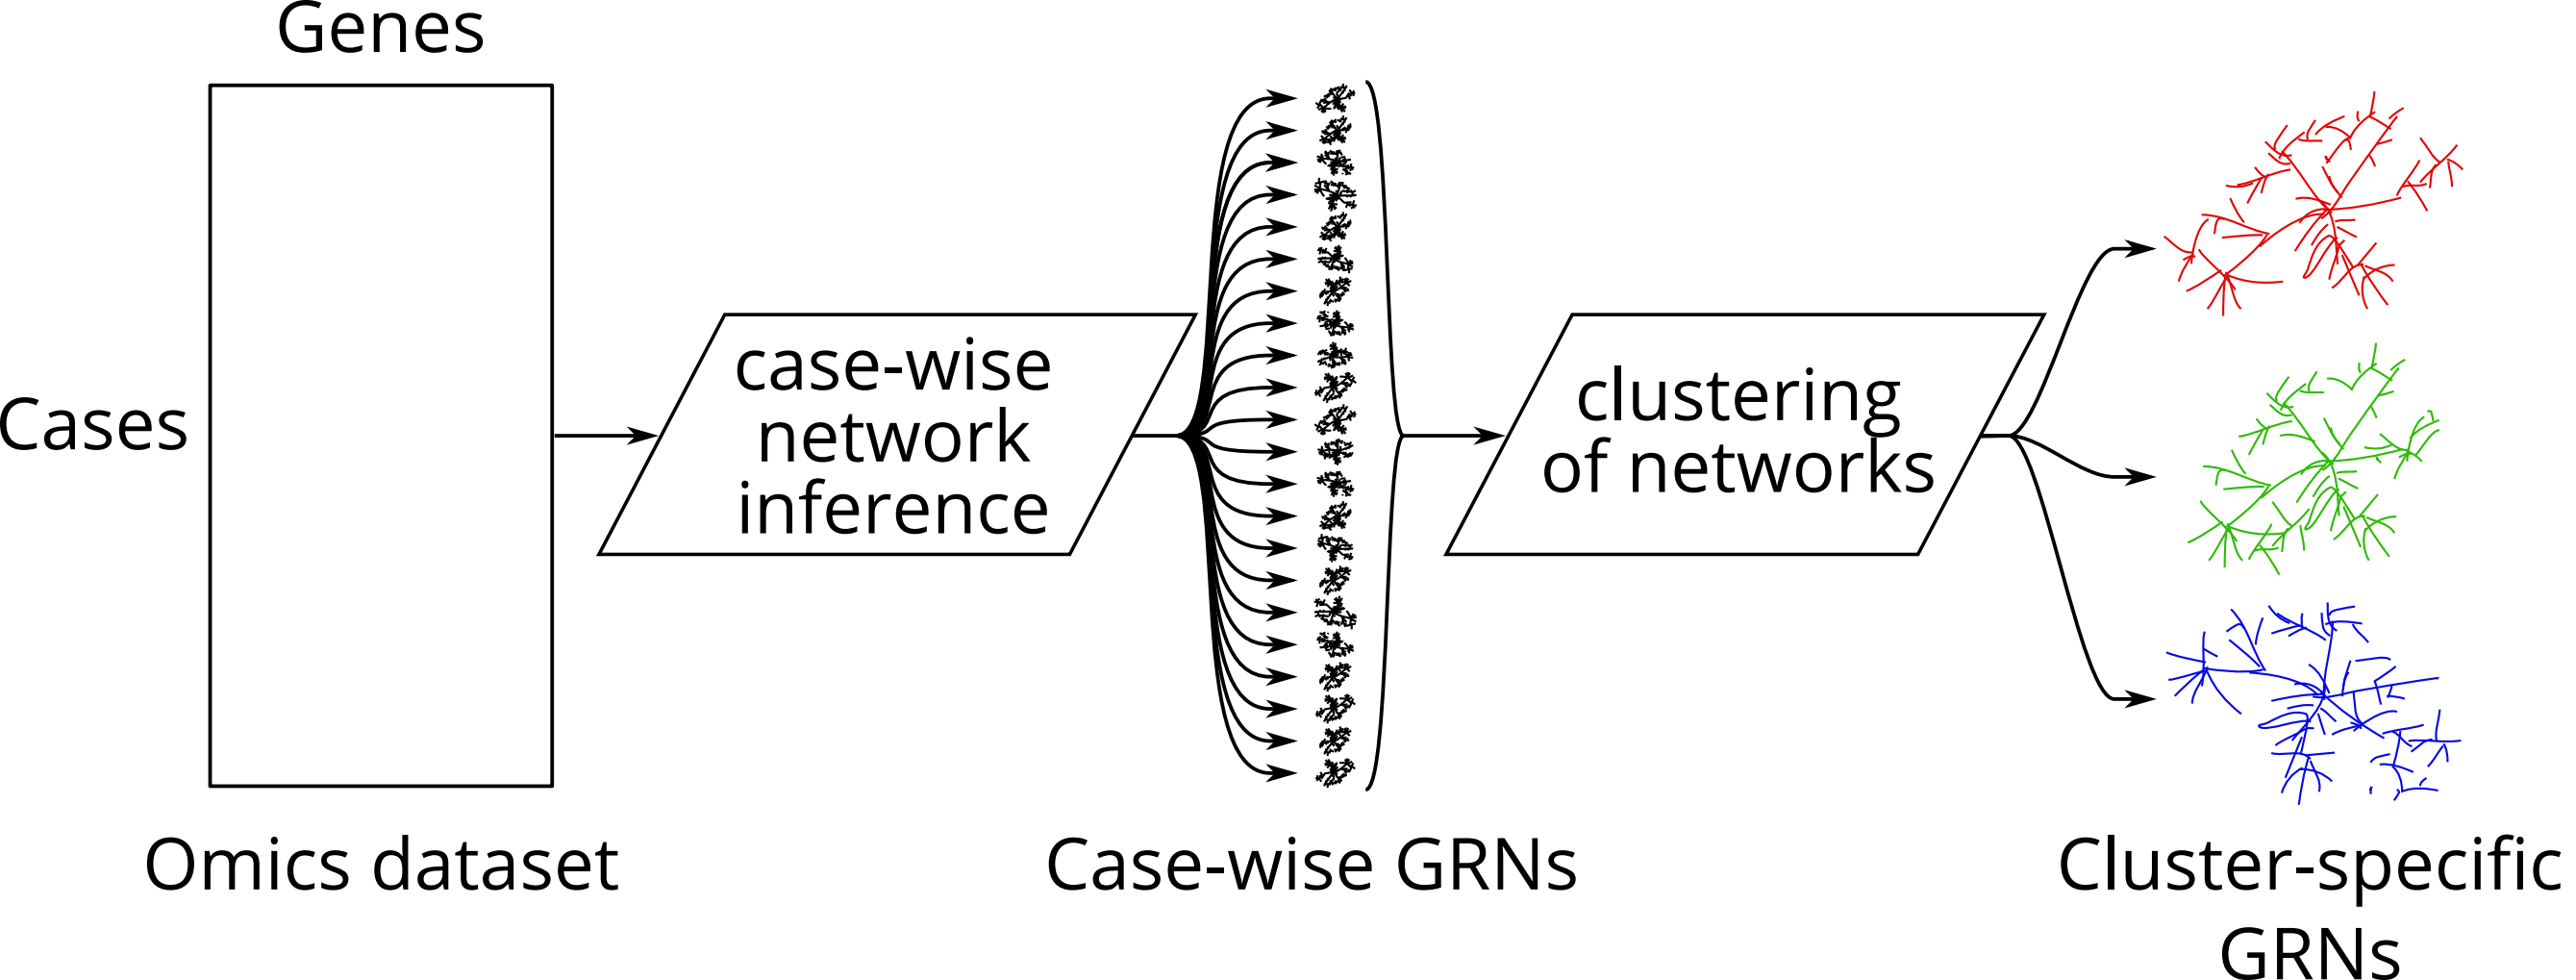 Genes
Cases
Omics dataset
case-wise
network
inference
Case-wise GRNs
clustering
of networks
Cluster-specific
GRNs